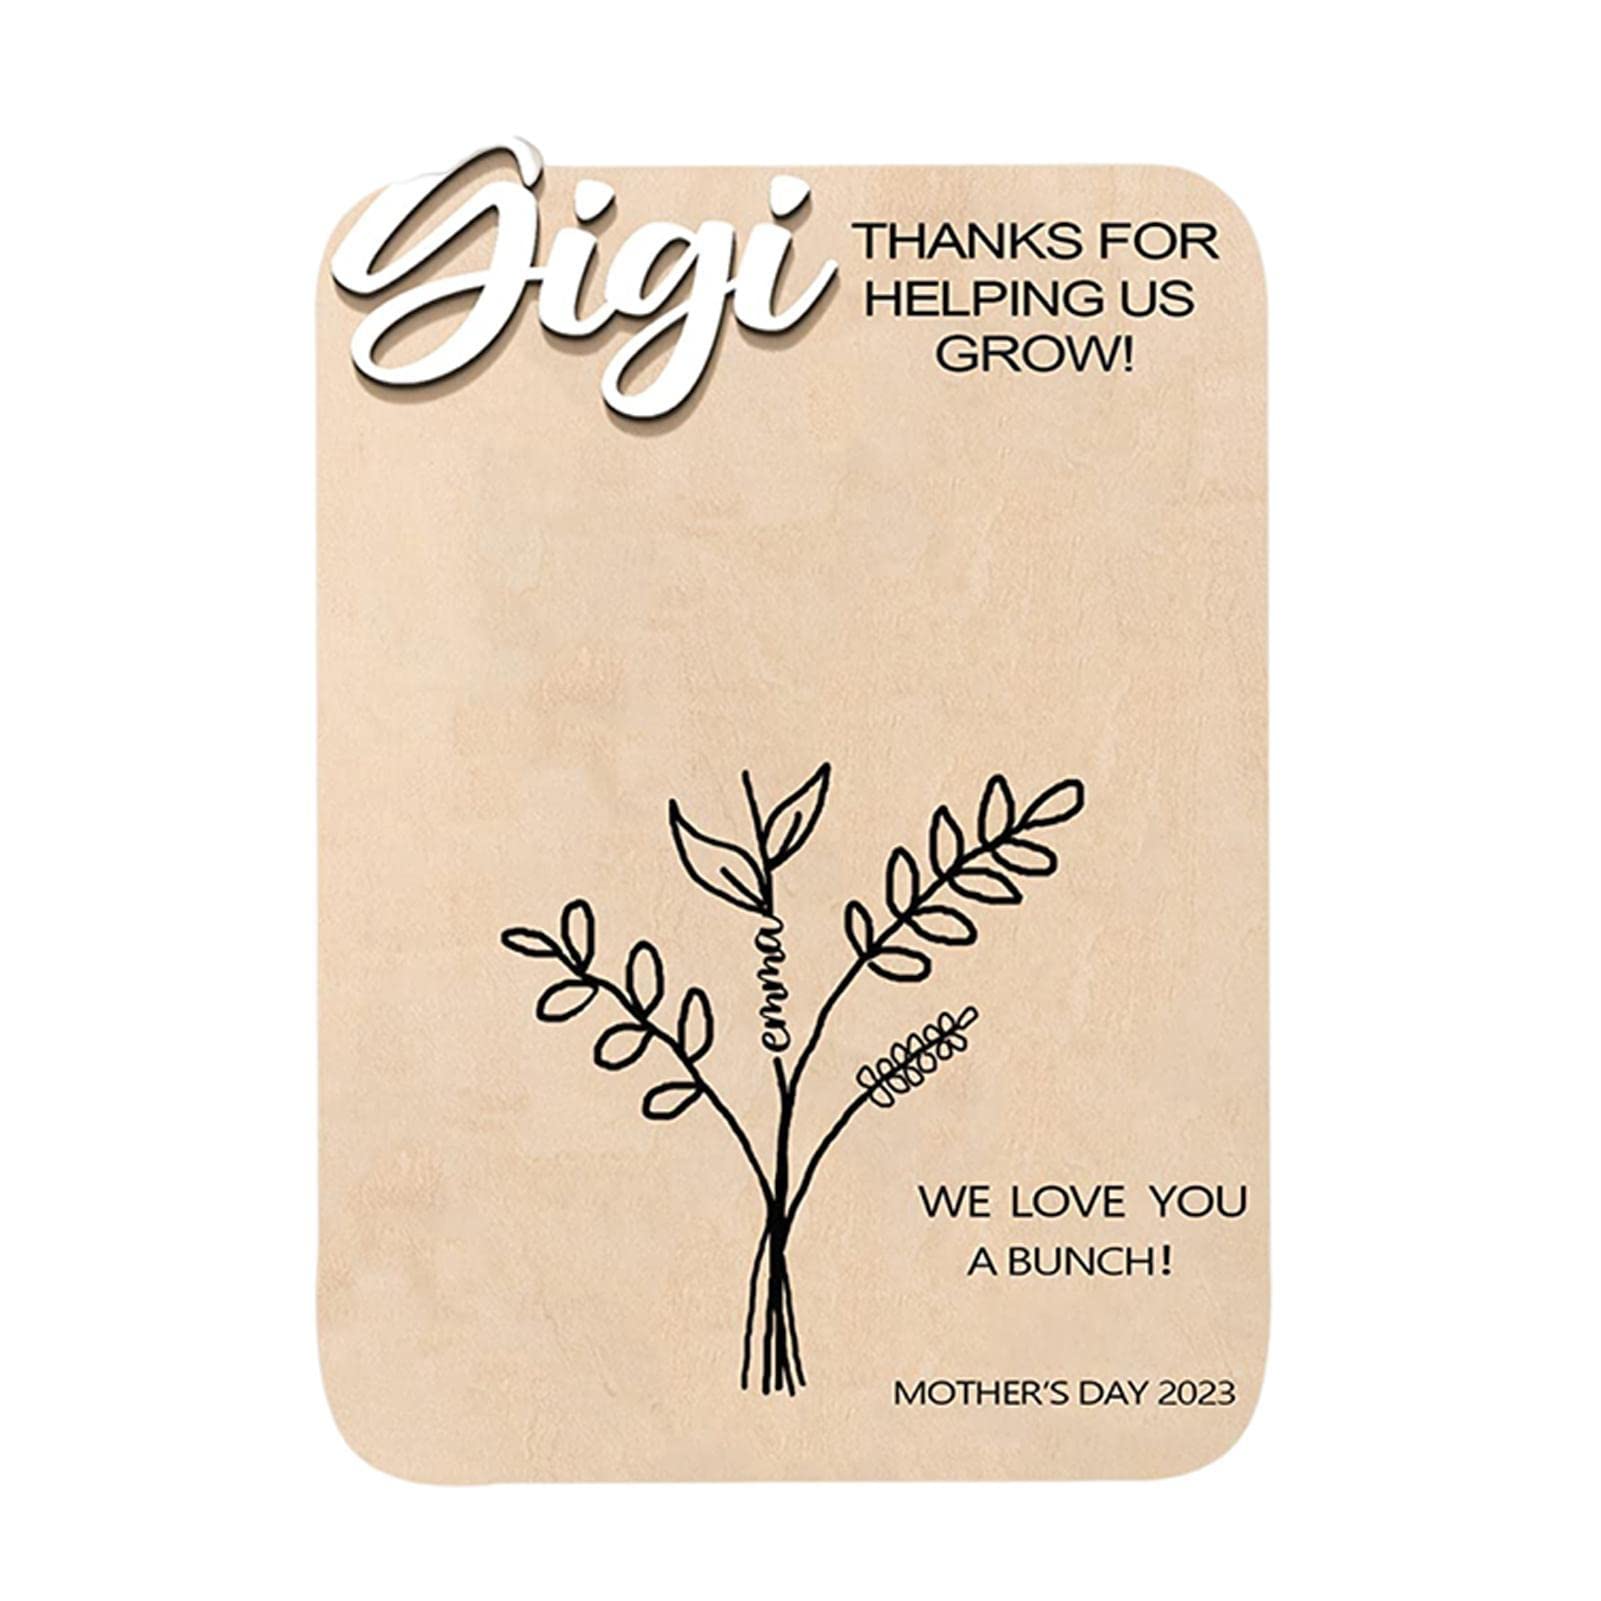 Gigi
THANKS FOR
HELPING US
GROW!
emma
WE LOVE YOU
A BUNCH!
MOTHER'S DAY 2023